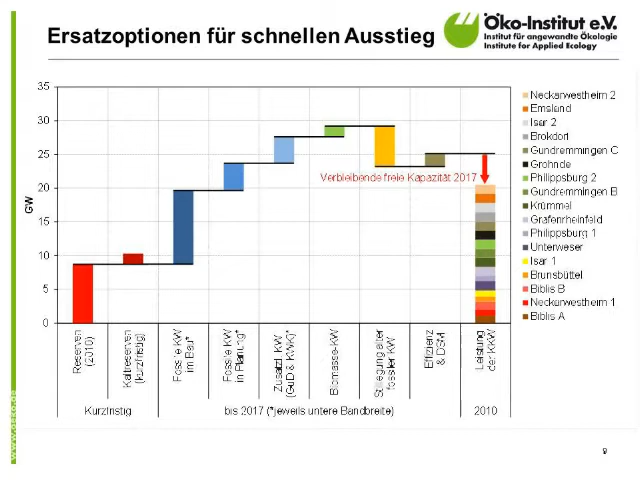 Ersatzoptionen für schnellen Ausstieg
Öko-Institut e.V.
Institut für angewandte Ökologie
Institute for Applied Ecology
35
30
25
20
15
10
5
0
GW
Verbleibende freie Kapazität 2017
Reserven
(2010)
Kaltreserven
(kurzfristig)
Fossile KW
im Bau*
Fossile KW
in Planung*
Zusätzl. KW
(GuD & KWK)*
Biomasse-KW
Stilllegung alter
fossiler KW
Effizienz
& DSM
Leistung
der KKW
Kurzfristig
bis 2017 (*jeweils untere Bandbreite)
2010
Neckarwestheim 2
Emsland
Isar 2
Brokdorf
Gundremmingen C
Grohnde
Philippsburg 2
Gundremmingen B
Krümmel
Grafenrheinfeld
Philippsburg 1
Unterweser
Isar 1
Brunsbüttel
Biblis B
Neckarwestheim 1
Biblis A
www.oeko.de
9